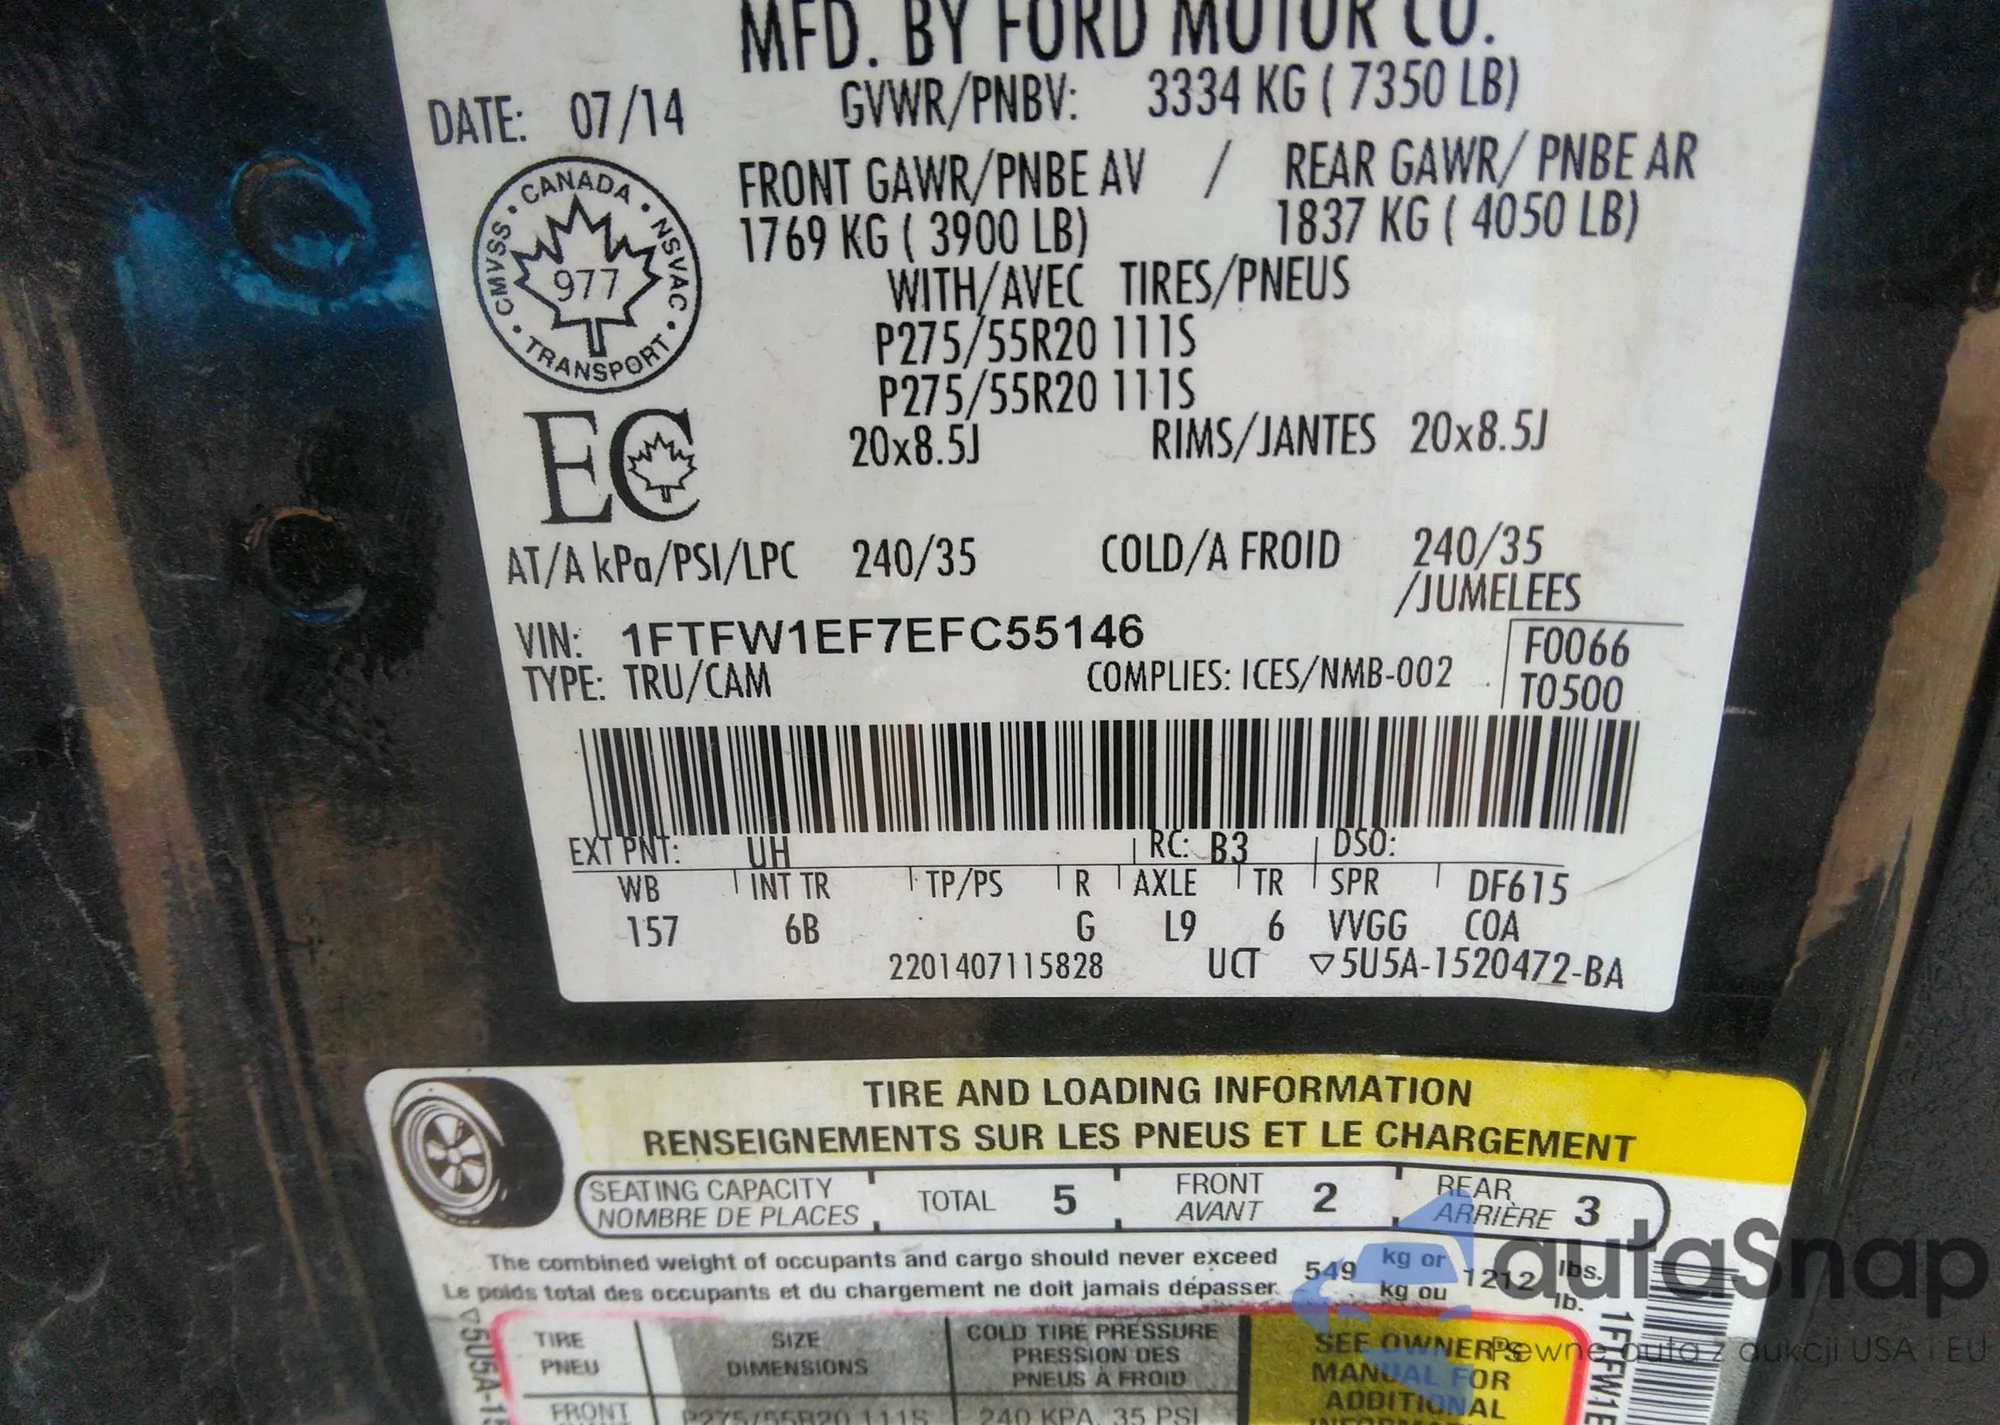 MFD. BY FORD MOTOR CO.
DATE: 07/14
GVWR/PNBV: 3334 KG ( 7350 LB)
FRONT GAWR/PNBE AV / REAR GAWR/ PNBE AR
1769 KG ( 3900 LB) 1837 KG ( 4050 LB)
WITH/AVEC TIRES/PNEUS
P275/55R20 111S
P275/55R20 111S
20x8.5J RIMS/JANTES 20x8.5J
CANADA • NSVAC • TRANSPORT • CMVSS •
977
EC
AT/A kPa/PSI/LPC 240/35 COLD/A FROID 240/35
/JUMELEES
VIN: 1FTFW1EF7EFC55146
F0066
TYPE: TRU/CAM COMPLIES: ICES/NMB-002
T0500
EXT PNT: UH RC: B3 DSO:
WB INT TR TP/PS R AXLE TR SPR DF615
157 6B G L9 6 VVGG COA
2201407115828 UCT ▽5U5A-1520472-BA
TIRE AND LOADING INFORMATION
RENSEIGNEMENTS SUR LES PNEUS ET LE CHARGEMENT
SEATING CAPACITY TOTAL 5 FRONT 2 REAR 3
NOMBRE DE PLACES AVANT ARRIÈRE
The combined weight of occupants and cargo should never exceed 549 kg or 1212 lbs.
Le poids total des occupants et du chargement ne doit jamais dépasser. kg ou lb.
TIRE SIZE COLD TIRE PRESSURE SEE OWNER'S
PNEU DIMENSIONS PRESSION DES MANUAL FOR
PNEUS À FROID ADDITIONAL
FRONT P275/55R20 111S 240 KPA, 35 PSI INFORMATION
▽5U5A-15
1FTFW1E
autoSnap
Pewne auta z aukcji USA i EU